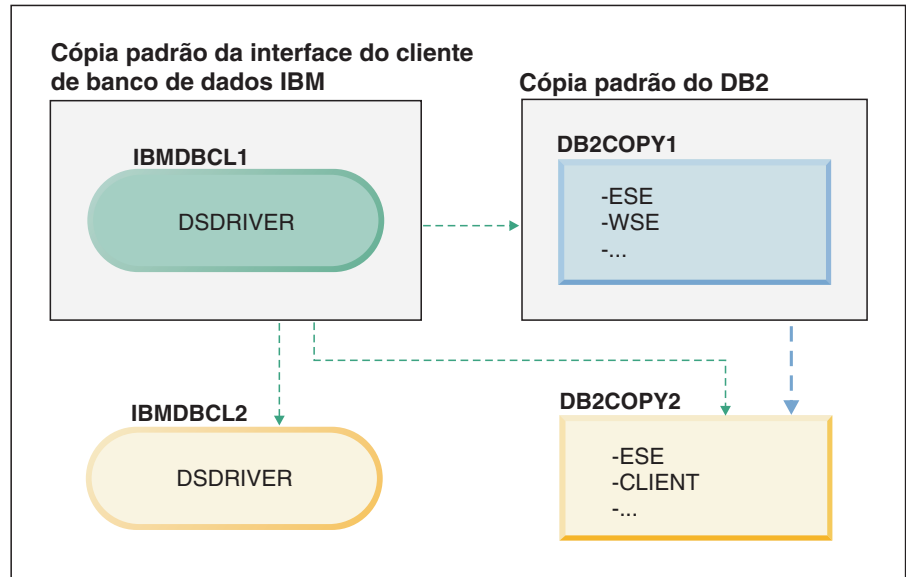 Cópia padrão da interface do cliente
de banco de dados IBM
IBMDBCL1
DSDRIVER
Cópia padrão do DB2
DB2COPY1
-ESE
-WSE
-...
IBMDBCL2
DSDRIVER
DB2COPY2
-ESE
-CLIENT
-...